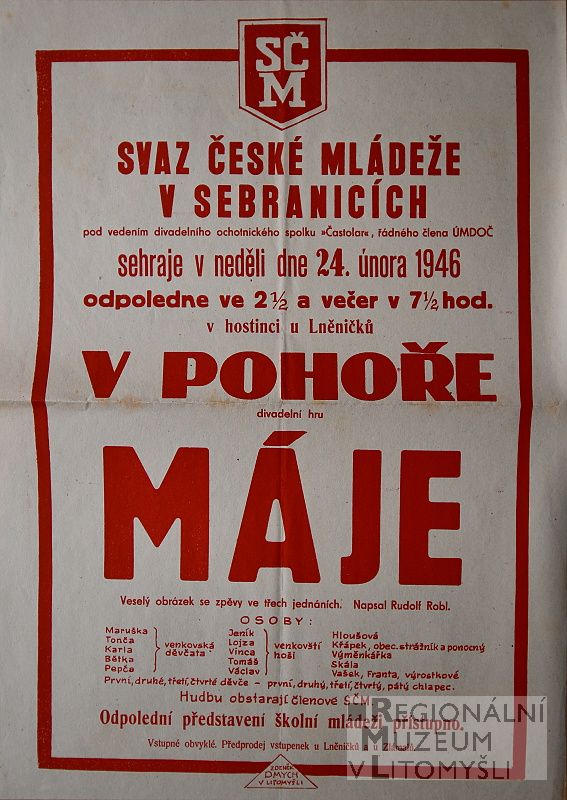 SČ
M
SVAZ ČESKÉ MLÁDEŽE
V SEBRANICÍCH
pod vedením divadelního ochotnického spolku »Častolar«, řádného člena ÚMDOČ
sehraje v neděli dne 24. února 1946
odpoledne ve 2½ a večer v 7½ hod.
v hostinci u Lněničků
V POHOŘE
divadelní hru
MÁJE
Veselý obrázek se zpěvy ve třech jednáních. Napsal Rudolf Robl.
OSOBY:
Maruška
Tonča
Karla
Bětka
Pepča
venkovská
děvčata
Jeník
Lojza
Vinca
Tomáš
Václav
venkovští
hoši
Hloušová
Křápek, obec. strážník a ponocný
Výměnkářka
Skála
Vašek, Franta, výrostkové
První, druhé, třetí, čtvrté děvče – první, druhý, třetí, čtvrtý, pátý chlapec.
Hudbu obstarají členové SČM.
Odpolední představení školní mládeži přístupno.
Vstupné obvyklé. Předprodej vstupenek u Lněničků a u
ZDENĚK
DMYCH
V LITOMYŠLI
REGIONÁLNÍ
MUZEUM
V LITOMYŠLI